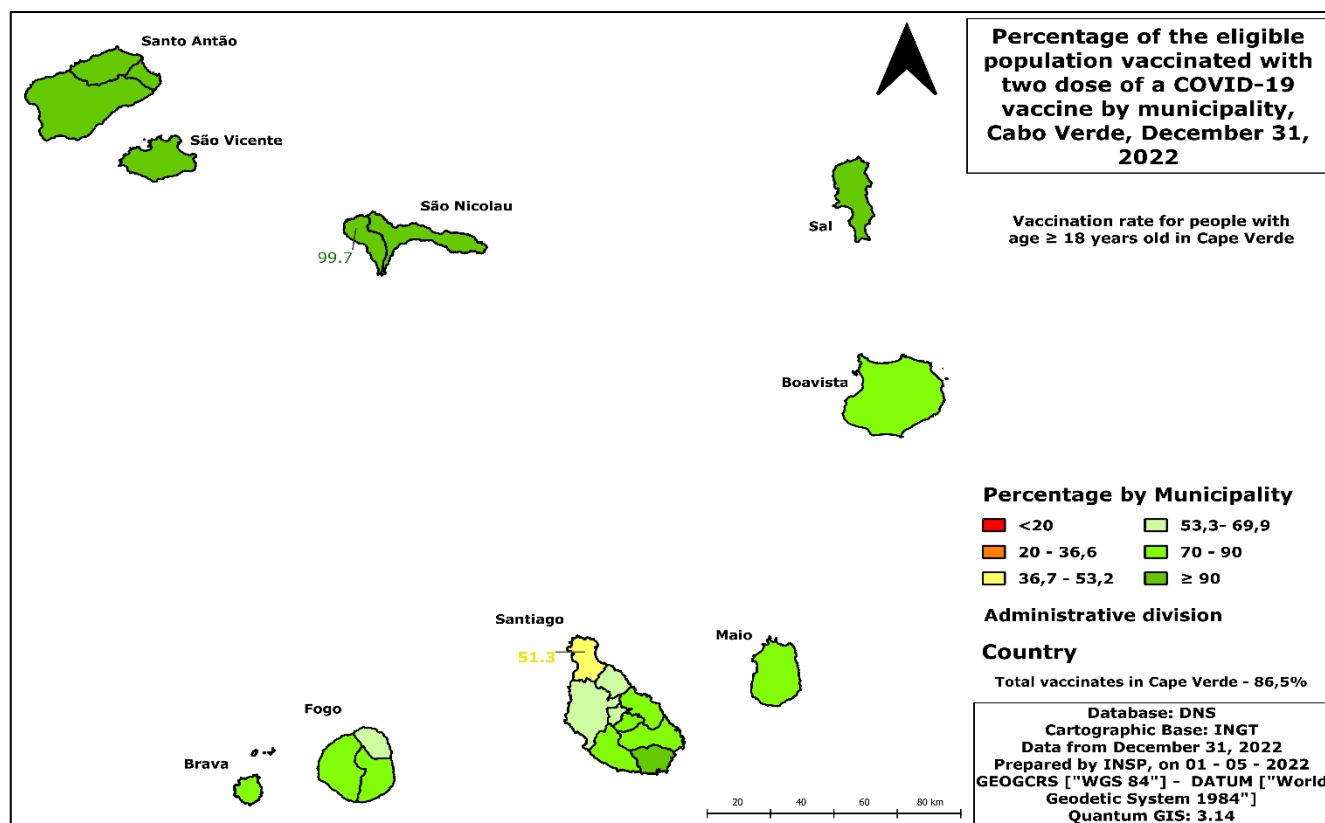 Percentage of the eligible
population vaccinated with
two dose of a COVID-19
vaccine by municipality,
Cabo Verde, December 31,
2022
Vaccination rate for people with
age ≥ 18 years old in Cape Verde
Santo Antão
São Vicente
São Nicolau
99.7
Sal
Boavista
Santiago
51.3
Maio
Fogo
Brava
Percentage by Municipality
<20
20 - 36,6
36,7 - 53,2
53,3- 69,9
70 - 90
≥ 90
Administrative division
Country
Total vaccinates in Cape Verde - 86,5%
Database: DNS
Cartographic Base: INGT
Data from December 31, 2022
Prepared by INSP, on 01 - 05 - 2022
GEOGCRS ["WGS 84"] - DATUM ["World
Geodetic System 1984"]
Quantum GIS: 3.14
20 40 60 80 km